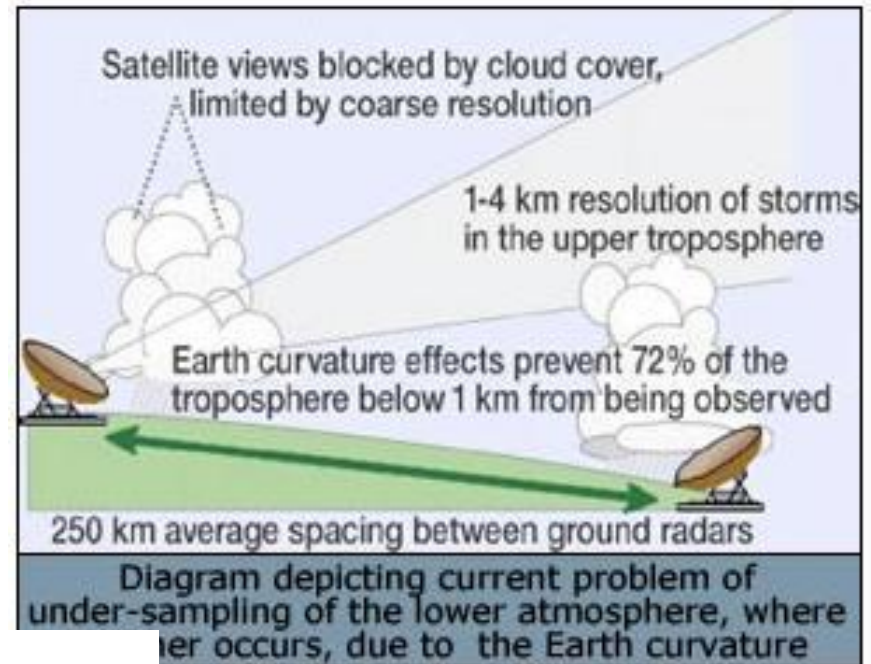 Satellite views blocked by cloud cover,
limited by coarse resolution
1-4 km resolution of storms
in the upper troposphere
Earth curvature effects prevent 72% of the
troposphere below 1 km from being observed
250 km average spacing between ground radars
Diagram depicting current problem of
under-sampling of the lower atmosphere, where
occurs, due to the Earth curvature